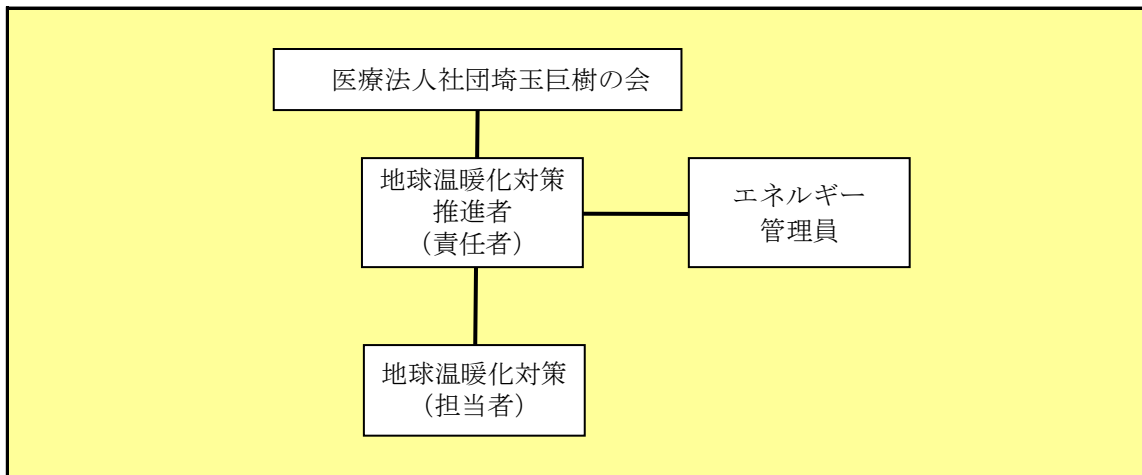 医療法人社団埼玉巨樹の会
地球温暖化対策
推進者
（責任者）
エネルギー
管理員
地球温暖化対策
（担当者）